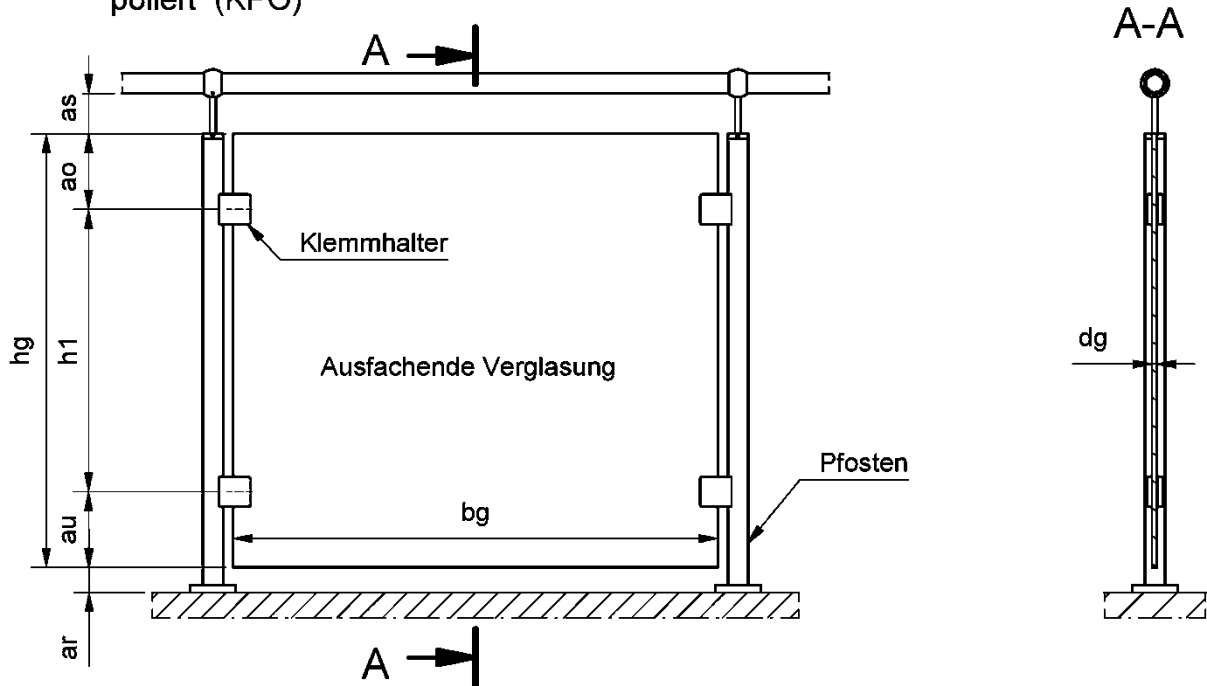 poliert (KPO)
A
A-A
as
ao
Klemmhalter
hg
h1
Ausfachende Verglasung
dg
Pfosten
au
bg
ar
A